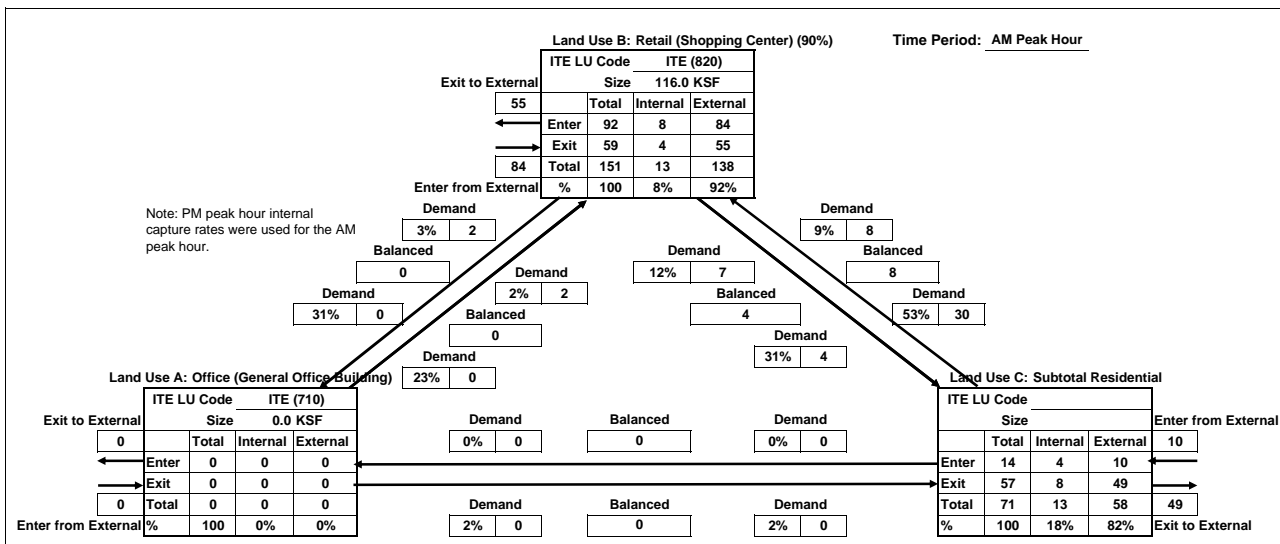 Land Use B: Retail (Shopping Center) (90%)
Time Period: AM Peak Hour
ITE LU Code ITE (820)
Exit to External Size 116.0 KSF
55 Total Internal External
Enter 92 8 84
Exit 59 4 55
84 Total 151 13 138
Enter from External % 100 8% 92%
Note: PM peak hour internal
capture rates were used for the AM
peak hour.
Demand
3% 2
Balanced
0
Demand
31% 0
Demand
2% 2
Balanced
0
Demand
23% 0
Demand
12% 7
Balanced
4
Demand
31% 4
Demand
9% 8
Balanced
8
Demand
53% 30
Land Use A: Office (General Office Building)
ITE LU Code ITE (710)
Exit to External Size 0.0 KSF
0 Total Internal External
Enter 0 0 0
Exit 0 0 0
0 Total 0 0 0
Enter from External % 100 0% 0%
Demand Balanced Demand
0% 0 0 0% 0
Demand Balanced Demand
2% 0 0 2% 0
Land Use C: Subtotal Residential
ITE LU Code
Size Enter from External
Total Internal External 10
Enter 14 4 10
Exit 57 8 49
Total 71 13 58 49
% 100 18% 82% Exit to External